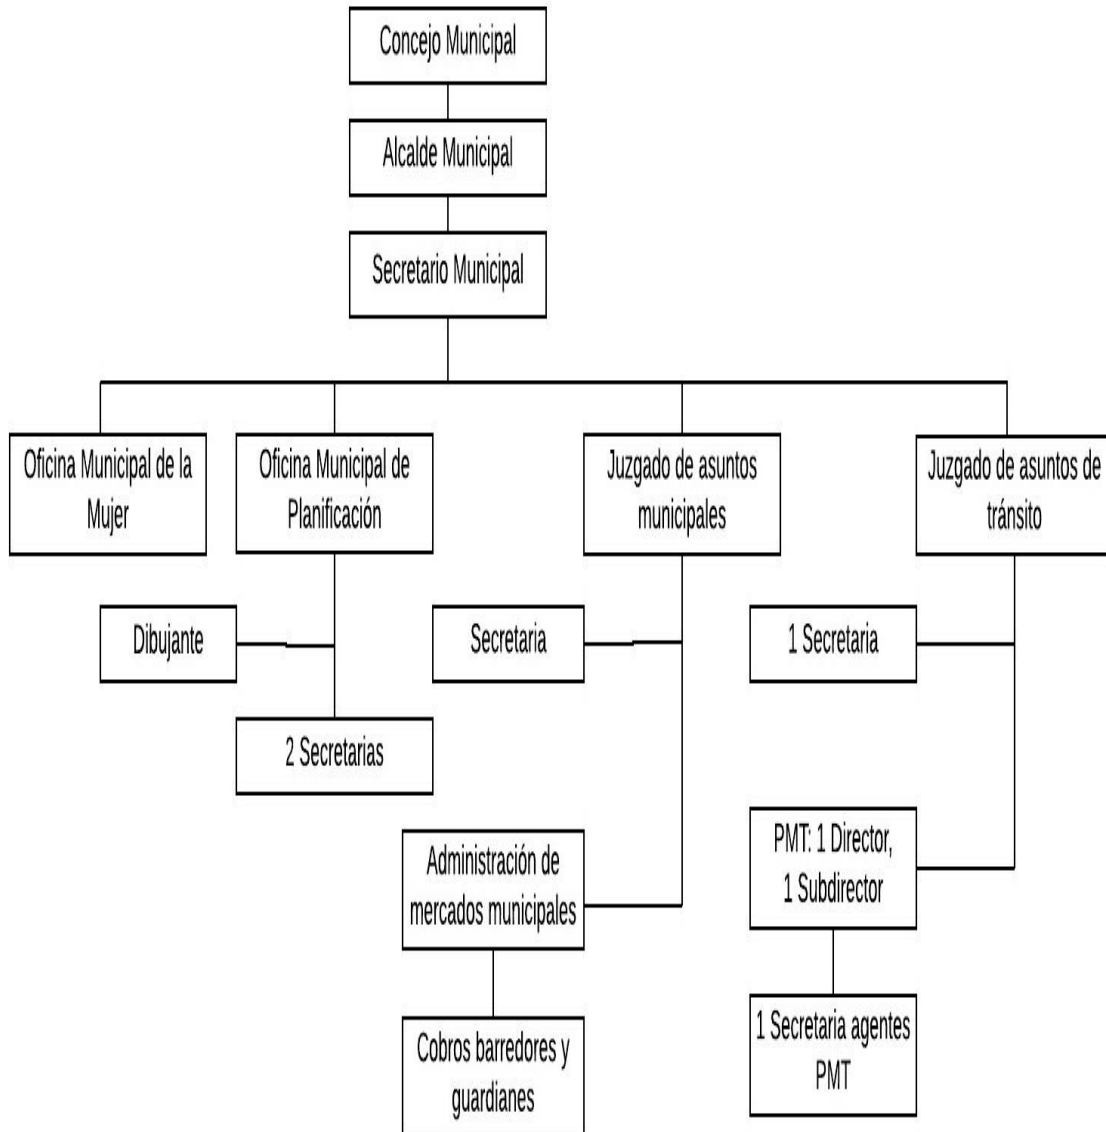 Concejo Municipal
Alcalde Municipal
Secretario Municipal
Oficina Municipal de la
Mujer
Oficina Municipal de
Planificación
Juzgado de asuntos
municipales
Juzgado de asuntos de
tránsito
Dibujante
Secretaria
1 Secretaria
2 Secretarias
Administración de
mercados municipales
PMT: 1 Director,
1 Subdirector
Cobros barredores y
guardianes
1 Secretaria agentes
PMT